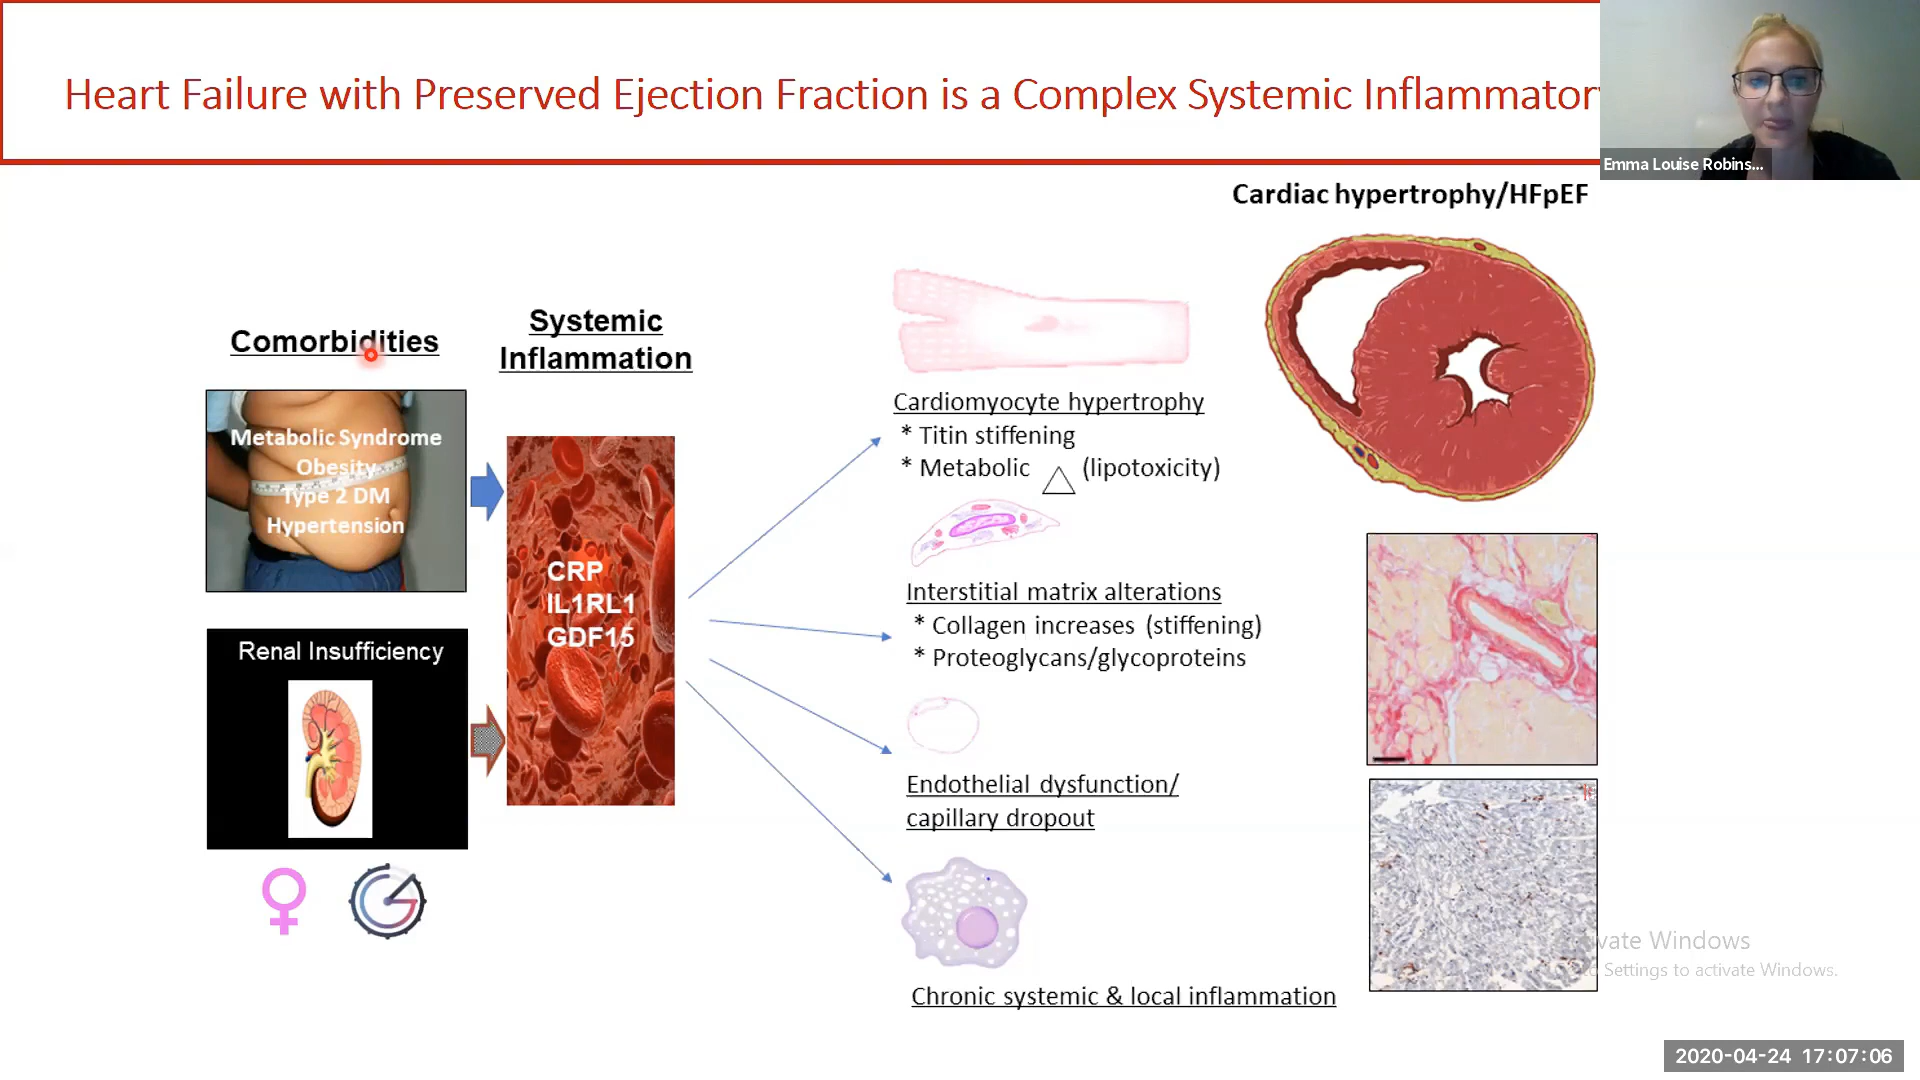 Heart Failure with Preserved Ejection Fraction is a Complex Systemic Inflammator
Emma Louise Robins...
Cardiac hypertrophy/HFpEF
Comorbidities
Metabolic Syndrome
Obesity
Type 2 DM
Hypertension
Renal Insufficiency
Systemic
Inflammation
CRP
IL1RL1
GDF15
Cardiomyocyte hypertrophy
* Titin stiffening
* Metabolic △ (lipotoxicity)
Interstitial matrix alterations
* Collagen increases (stiffening)
* Proteoglycans/glycoproteins
Endothelial dysfunction/
capillary dropout
Chronic systemic & local inflammation
vate Windows
Settings to activate Windows.
2020-04-24 17:07:06